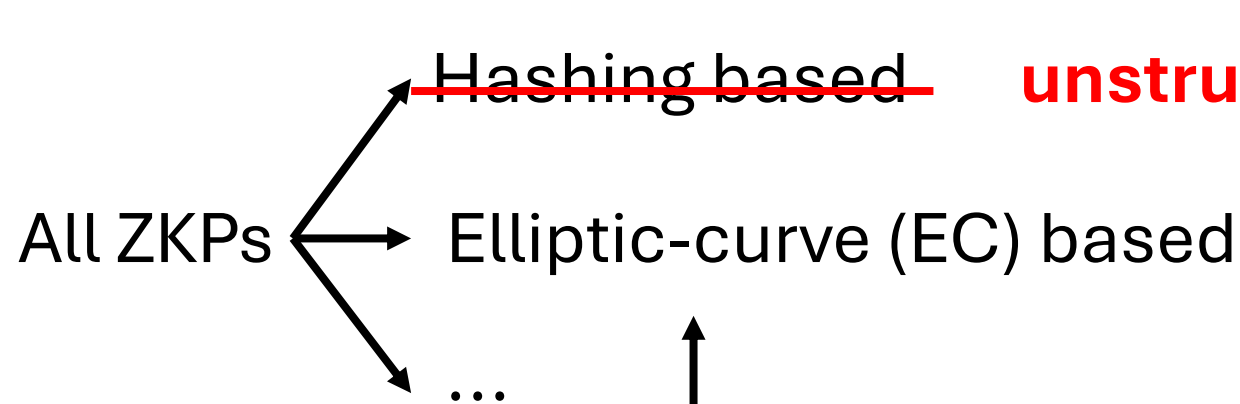 Hashing based unstru
All ZKPs Elliptic-curve (EC) based
...